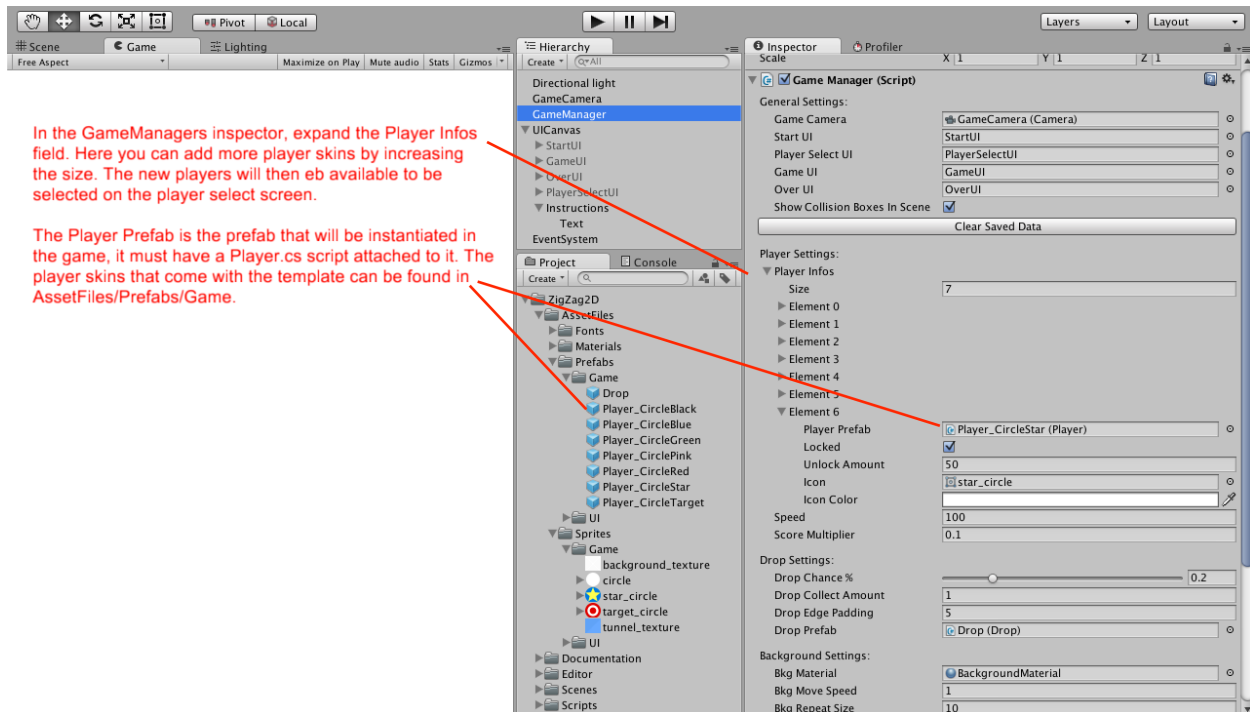 Pivot
Local
Layers
Layout
Scene
Game
Lighting
Free Aspect
Maximize on Play
Mute audio
Stats
Gizmos
In the GameManagers inspector, expand the Player Infos
field. Here you can add more player skins by increasing
the size. The new players will then eb available to be
selected on the player select screen.
The Player Prefab is the prefab that will be instantiated in
the game, it must have a Player.cs script attached to it. The
player skins that come with the template can be found in
AssetFiles/Prefabs/Game.
Hierarchy
Create
All
Directional light
GameCamera
GameManager
UICanvas
StartUI
GameUI
OverUI
PlayerSelectUI
Instructions
Text
EventSystem
Project
Console
Create
ZigZag2D
AssetFiles
Fonts
Materials
Prefabs
Game
Drop
Player_CircleBlack
Player_CircleBlue
Player_CircleGreen
Player_CirclePink
Player_CircleRed
Player_CircleStar
Player_CircleTarget
UI
Sprites
Game
background_texture
circle
star_circle
target_circle
tunnel_texture
UI
Documentation
Editor
Scenes
Scripts
Inspector
Profiler
Scale X 1 Y 1 Z 1
Game Manager (Script)
General Settings:
Game Camera GameCamera (Camera)
Start UI StartUI
Player Select UI PlayerSelectUI
Game UI GameUI
Over UI OverUI
Show Collision Boxes In Scene
Clear Saved Data
Player Settings:
Player Infos
Size 7
Element 0
Element 1
Element 2
Element 3
Element 4
Element 5
Element 6
Player Prefab Player_CircleStar (Player)
Locked
Unlock Amount 50
Icon star_circle
Icon Color
Speed 100
Score Multiplier 0.1
Drop Settings:
Drop Chance % 0.2
Drop Collect Amount 1
Drop Edge Padding 5
Drop Prefab Drop (Drop)
Background Settings:
Bkg Material BackgroundMaterial
Bkg Move Speed 1
Bkg Repeat Size 10